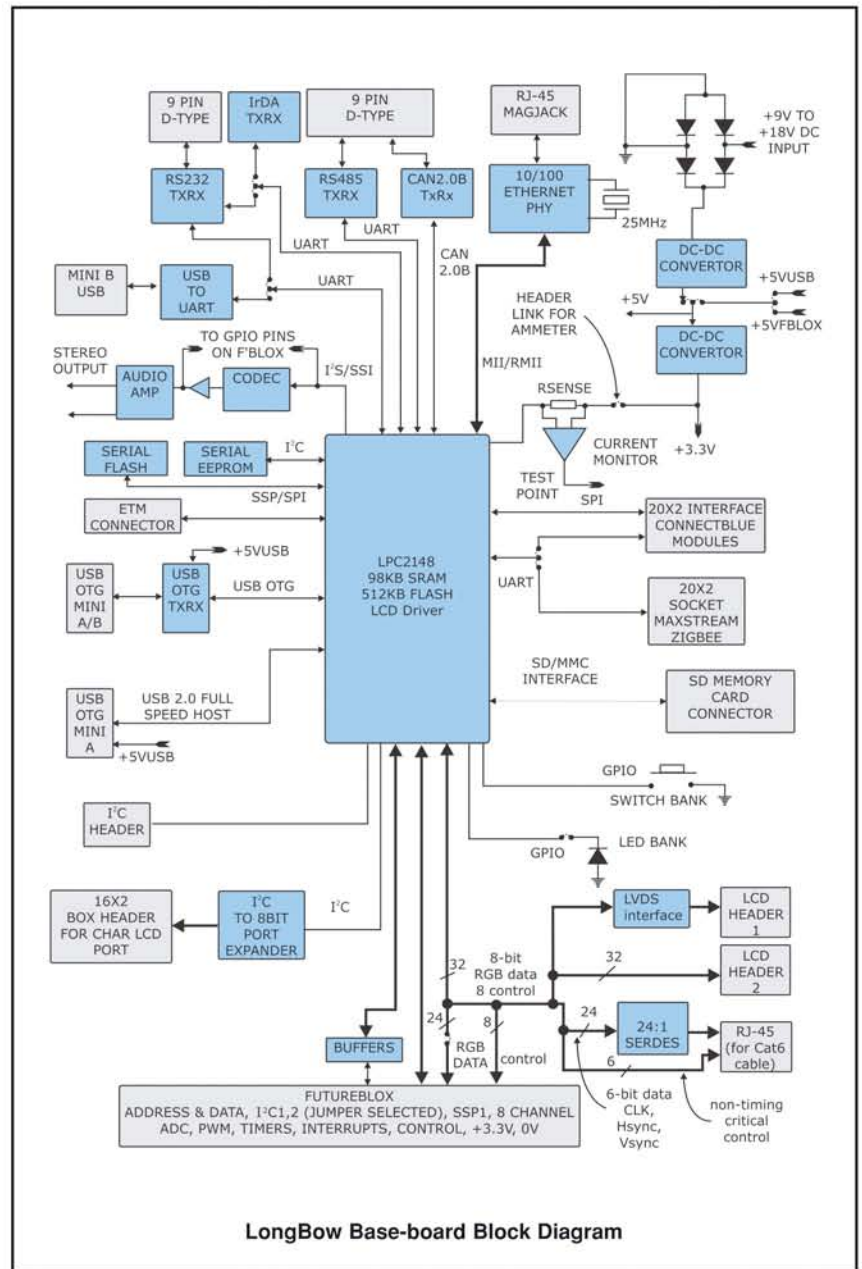 9 PIN
D-TYPE
IrDA
TXRX
9 PIN
D-TYPE
RJ-45
MAGJACK
+9V TO
+18V DC
INPUT
RS232
TXRX
RS485
TXRX
CAN2.0B
TxRx
10/100
ETHERNET
PHY
25MHz
UART
UART
CAN
2.0B
DC-DC
CONVERTOR
MINI B
USB
USB
TO
UART
UART
HEADER
LINK FOR
AMMETER
+5V
+5VUSB
+5VFBLOX
DC-DC
CONVERTOR
TO GPIO PINS
ON F'BLOX
STEREO
OUTPUT
AUDIO
AMP
CODEC
I²S/SSI
MII/RMII
RSENSE
CURRENT
MONITOR
+3.3V
TEST
POINT
SPI
SERIAL
FLASH
SERIAL
EEPROM
I²C
SSP/SPI
ETM
CONNECTOR
20X2 INTERFACE
CONNECTBLUE
MODULES
LPC2148
98KB SRAM
512KB FLASH
LCD Driver
UART
+5VUSB
USB
OTG
MINI
A/B
USB
OTG
TXRX
USB OTG
20X2
SOCKET
MAXSTREAM
ZIGBEE
SD/MMC
INTERFACE
SD MEMORY
CARD
CONNECTOR
USB
OTG
MINI
A
USB 2.0 FULL
SPEED HOST
+5VUSB
GPIO
SWITCH BANK
I²C
HEADER
GPIO
LED BANK
16X2
BOX HEADER
FOR CHAR LCD
PORT
I²C
TO 8BIT
PORT
EXPANDER
I²C
LVDS
interface
LCD
HEADER
1
32
8-bit
RGB data
8 control
32
LCD
HEADER
2
24
8
24
24:1
SERDES
RJ-45
(for Cat6
cable)
BUFFERS
RGB
DATA
control
6
FUTUREBLOX
ADDRESS & DATA, I²C1,2 (JUMPER SELECTED), SSP1, 8 CHANNEL
ADC, PWM, TIMERS, INTERRUPTS, CONTROL, +3.3V, 0V
6-bit data
CLK,
Hsync,
Vsync
non-timing
critical
control
LongBow Base-board Block Diagram